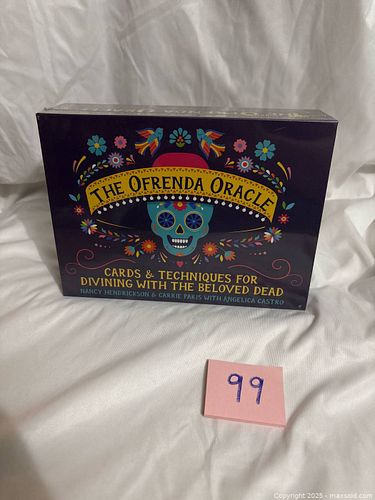 THE OFRENDA ORACLE
CARDS & TECHNIQUES FOR
DIVINING WITH THE BELOVED DEAD
NANCY HENDRICKSON & CARRIE PARIS WITH ANGELICA CASTRO
99
Copyright 2025 - maxsold.com